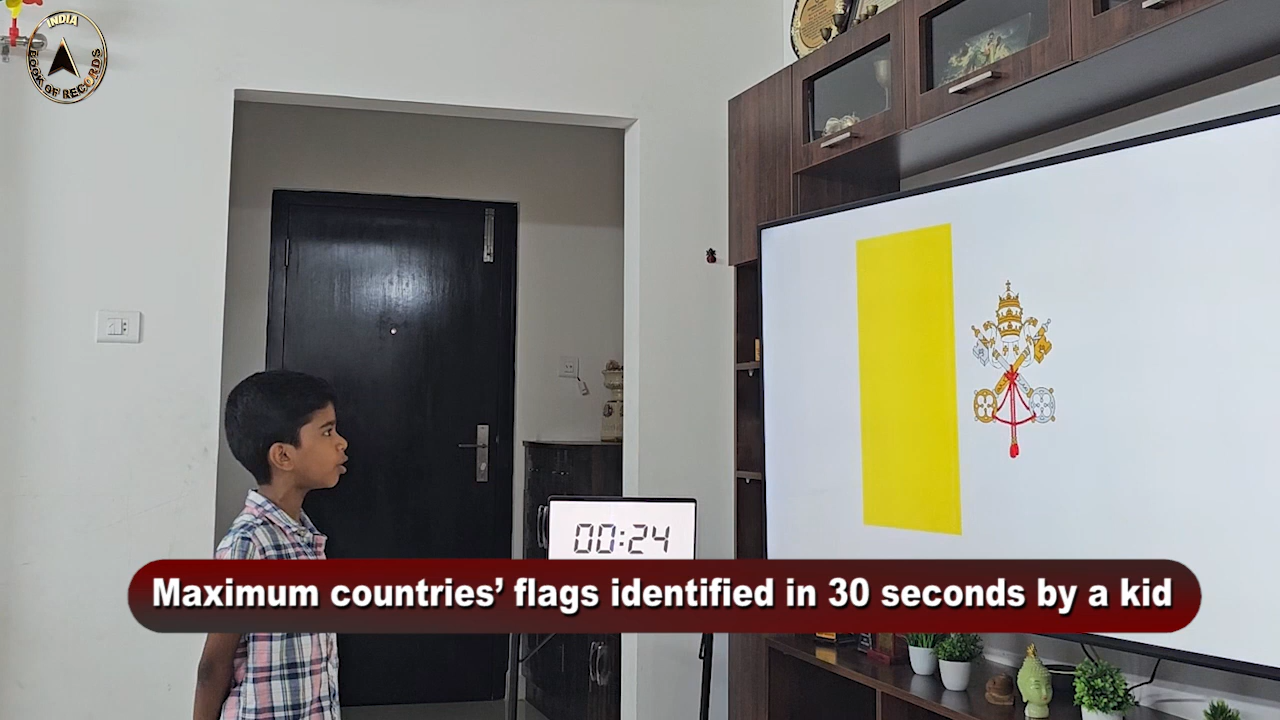 INDIA
BOOK OF RECORDS
00:24
Maximum countries’ flags identified in 30 seconds by a kid